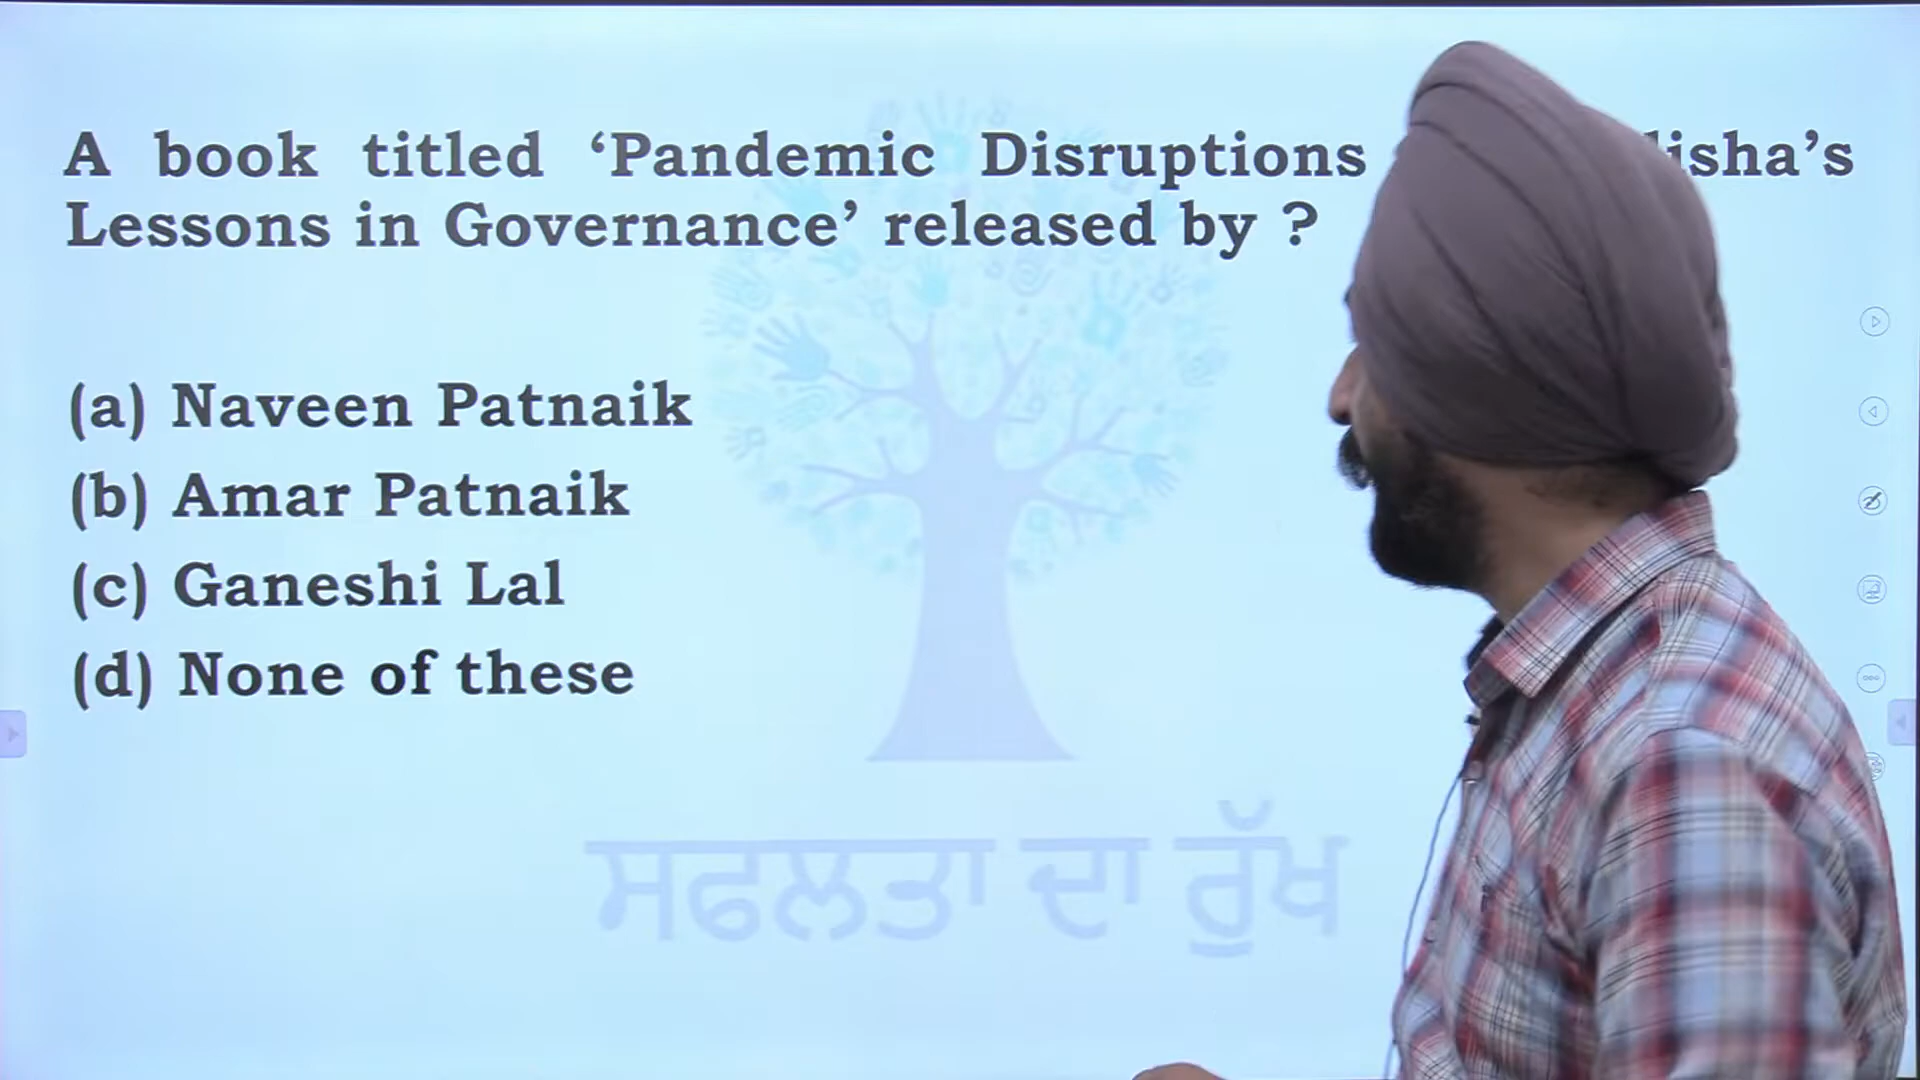 A book titled ‘Pandemic Disruptions isha’s
Lessons in Governance’ released by ?
(a) Naveen Patnaik
(b) Amar Patnaik
(c) Ganeshi Lal
(d) None of these
ਸਫਲਤਾ ਦਾ ਰੁੱਖ